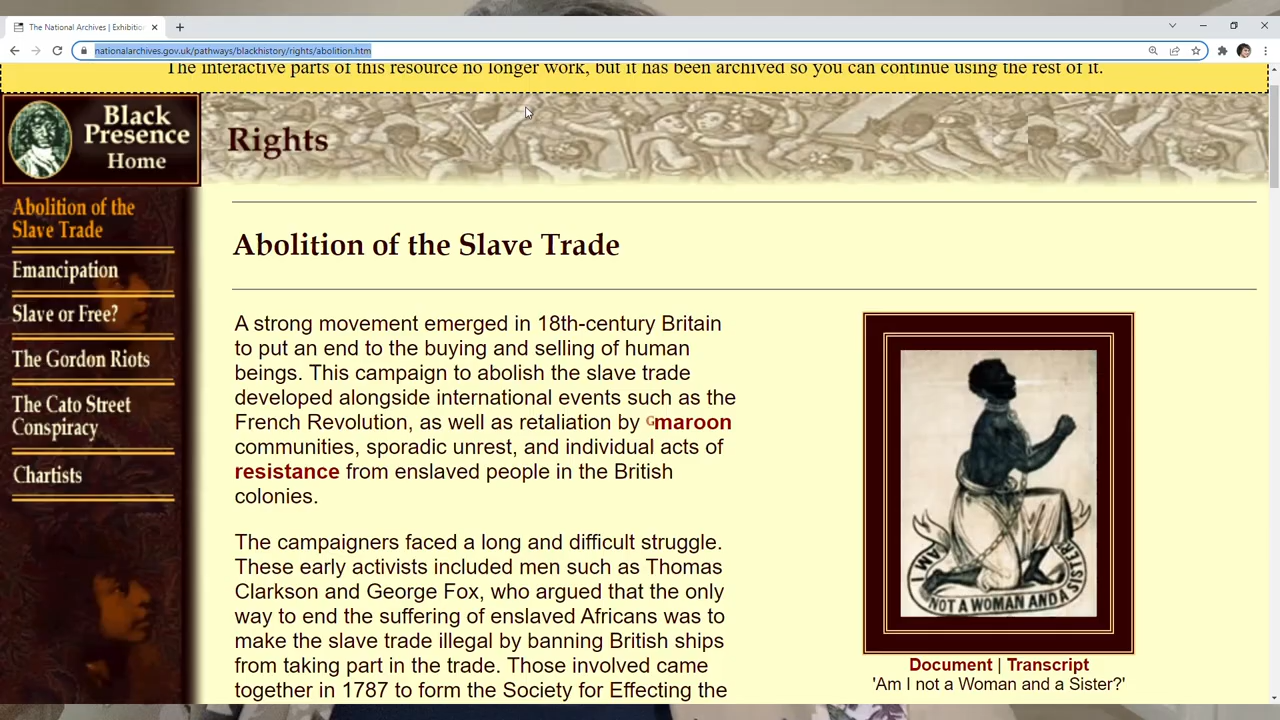 The National Archives | Exhibitio
nationalarchives.gov.uk/pathways/blackhistory/rights/abolition.htm
The interactive parts of this resource no longer work, but it has been archived so you can continue using the rest of it.
Black
Presence
Home
Rights
Abolition of the
Slave Trade
Emancipation
Slave or Free?
The Gordon Riots
The Cato Street
Conspiracy
Chartists
Abolition of the Slave Trade
A strong movement emerged in 18th-century Britain
to put an end to the buying and selling of human
beings. This campaign to abolish the slave trade
developed alongside international events such as the
French Revolution, as well as retaliation by Gmaroon
communities, sporadic unrest, and individual acts of
resistance from enslaved people in the British
colonies.
The campaigners faced a long and difficult struggle.
These early activists included men such as Thomas
Clarkson and George Fox, who argued that the only
way to end the suffering of enslaved Africans was to
make the slave trade illegal by banning British ships
from taking part in the trade. Those involved came
together in 1787 to form the Society for Effecting the
AM I NOT A WOMAN AND A SISTER?
Document | Transcript
'Am I not a Woman and a Sister?'